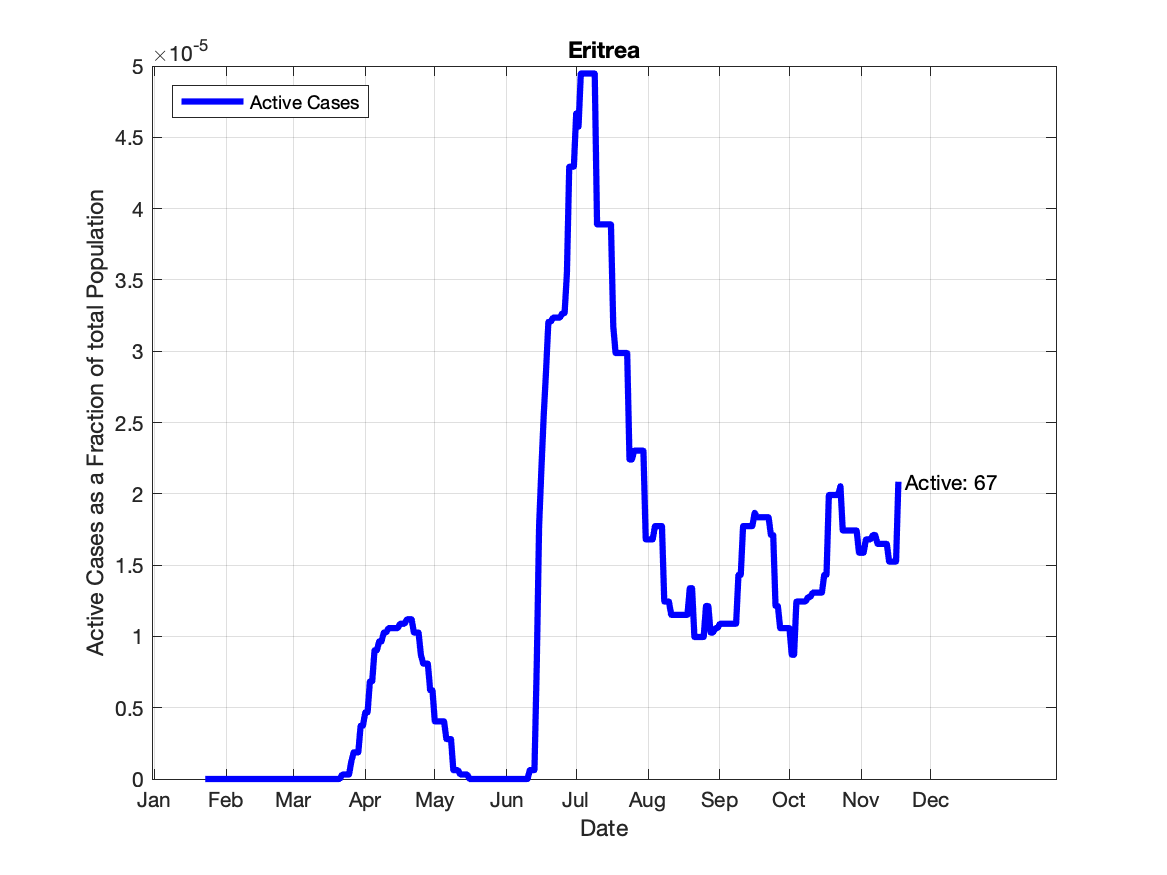 Eritrea
×10-5
Active Cases
5
4.5
4
3.5
3
2.5
2
1.5
1
0.5
0
Active Cases as a Fraction of total Population
Active: 67
Jan Feb Mar Apr May Jun Jul Aug Sep Oct Nov Dec
Date